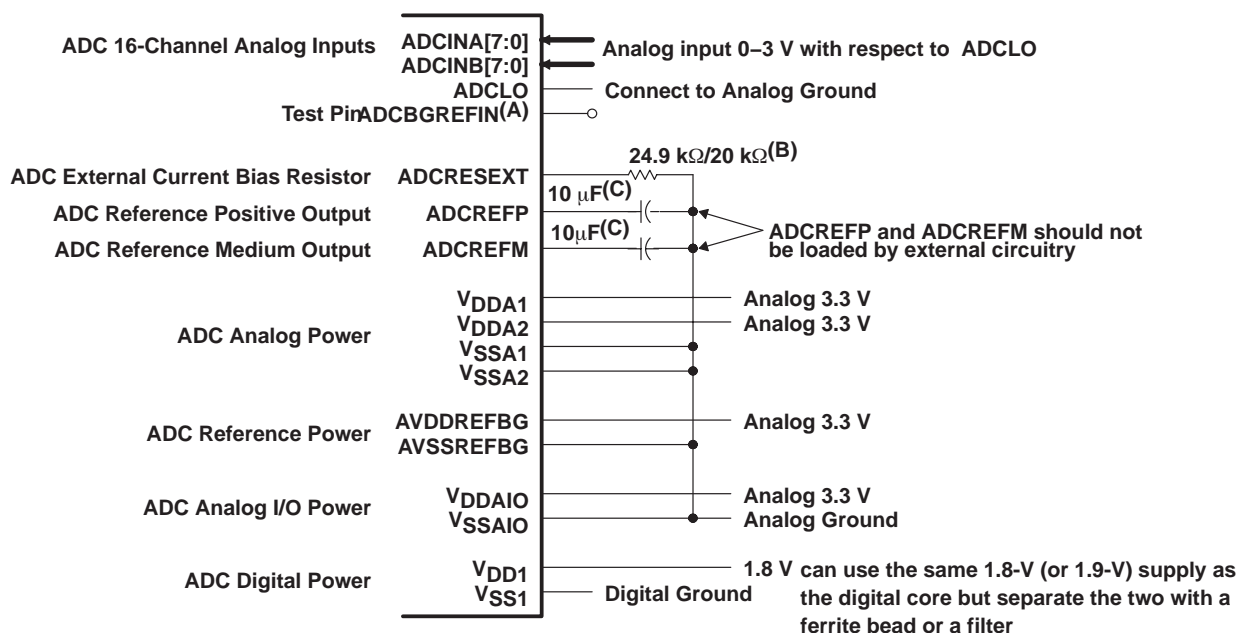 ADC 16-Channel Analog Inputs
ADCINA[7:0]
ADCINB[7:0]
Analog input 0–3 V with respect to ADCLO
ADCLO
Connect to Analog Ground
Test Pin
ADCBGREFIN(A)
24.9 kΩ/20 kΩ(B)
ADC External Current Bias Resistor
ADCRESEXT
10 μF(C)
ADC Reference Positive Output
ADCREFP
10μF(C)
ADC Reference Medium Output
ADCREFM
ADCREFP and ADCREFM should not
be loaded by external circuitry
VDDA1
Analog 3.3 V
VDDA2
Analog 3.3 V
ADC Analog Power
VSSA1
VSSA2
AVDDREFBG
Analog 3.3 V
ADC Reference Power
AVSSREFBG
VDDAIO
Analog 3.3 V
ADC Analog I/O Power
VSSAIO
Analog Ground
ADC Digital Power
VDD1
1.8 V can use the same 1.8-V (or 1.9-V) supply as
the digital core but separate the two with a
ferrite bead or a filter
VSS1
Digital Ground